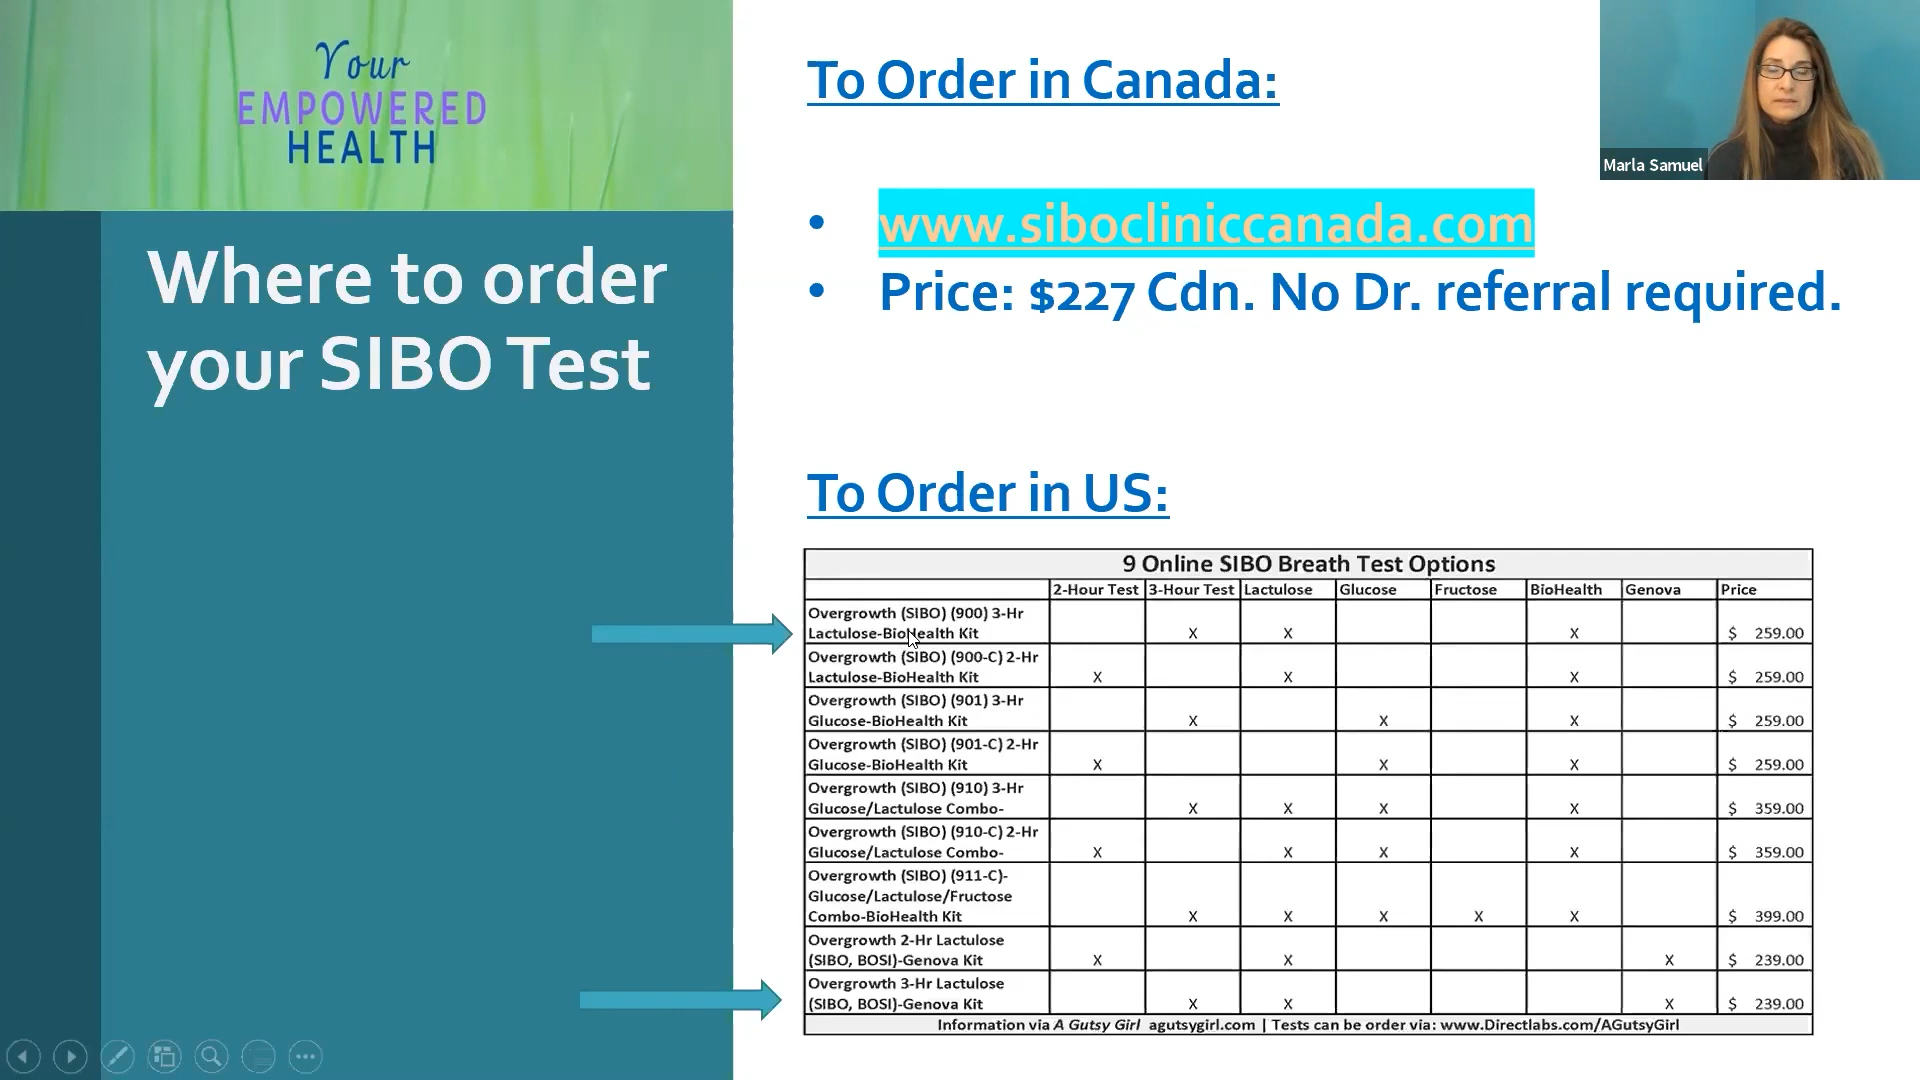 Your
EMPOWERED
HEALTH
Where to order
your SIBO Test
To Order in Canada:
• www.sibocliniccanada.com
• Price: $227 Cdn. No Dr. referral required.
Marla Samuel
To Order in US:
9 Online SIBO Breath Test Options
2-Hour Test 3-Hour Test Lactulose Glucose Fructose BioHealth Genova Price
Overgrowth (SIBO) (900) 3-Hr
Lactulose-BioHealth Kit X X X $ 259.00
Overgrowth (SIBO) (900-C) 2-Hr
Lactulose-BioHealth Kit X X X $ 259.00
Overgrowth (SIBO) (901) 3-Hr
Glucose-BioHealth Kit X X X $ 259.00
Overgrowth (SIBO) (901-C) 2-Hr
Glucose-BioHealth Kit X X X $ 259.00
Overgrowth (SIBO) (910) 3-Hr
Glucose/Lactulose Combo- X X X X $ 359.00
Overgrowth (SIBO) (910-C) 2-Hr
Glucose/Lactulose Combo- X X X X $ 359.00
Overgrowth (SIBO) (911-C)-
Glucose/Lactulose/Fructose
Combo-BioHealth Kit X X X X X $ 399.00
Overgrowth 2-Hr Lactulose
(SIBO, BOSI)-Genova Kit X X X $ 239.00
Overgrowth 3-Hr Lactulose
(SIBO, BOSI)-Genova Kit X X X $ 239.00
Information via A Gutsy Girl agutsygirl.com | Tests can be order via: www.Directlabs.com/AGutsyGirl